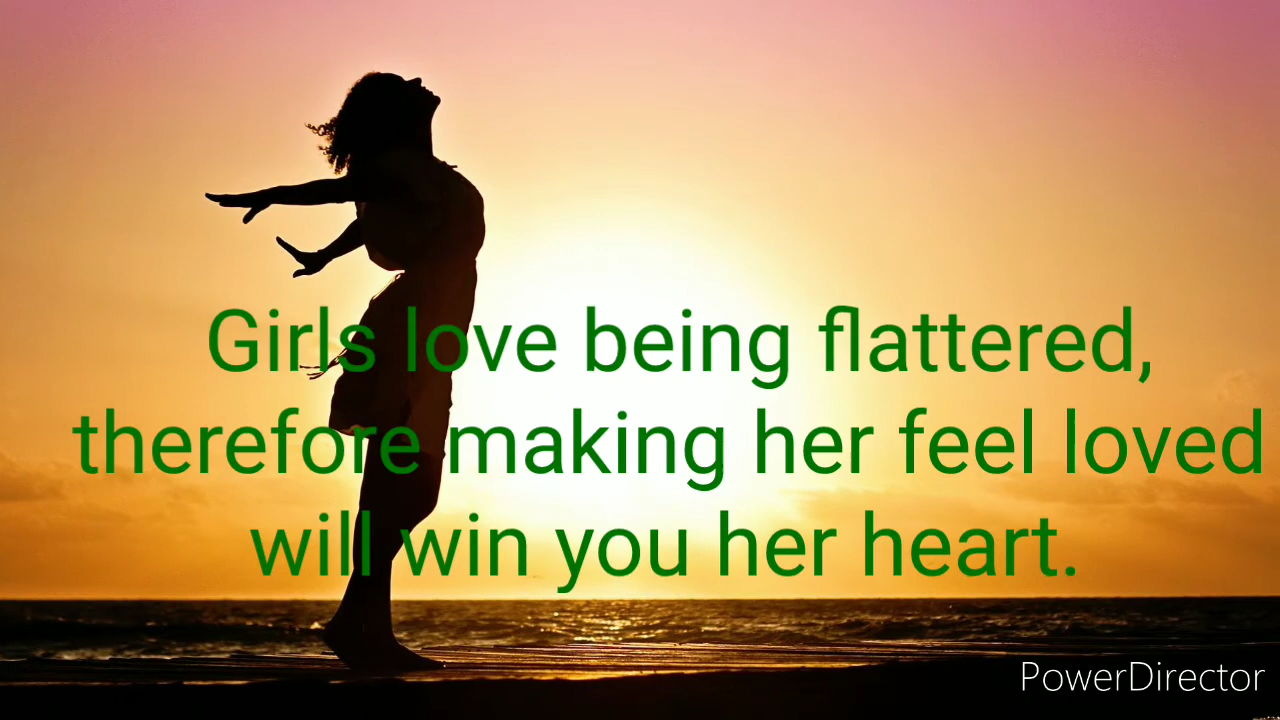 Girls love being flattered,
therefore making her feel loved
will win you her heart.
PowerDirector